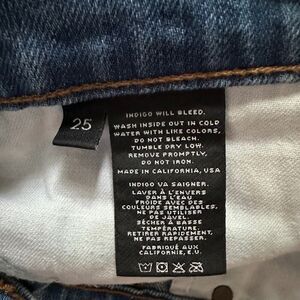 25
INDIGO WILL BLEED.
WASH INSIDE OUT IN COLD
WATER WITH LIKE COLORS,
DO NOT BLEACH.
TUMBLE DRY LOW.
REMOVE PROMPTLY,
DO NOT IRON.
MADE IN CALIFORNIA, USA
INDIGO VA SAIGNER.
LAVER À L'ENVERS
DANS L'EAU
FROIDE AVEC DES
COULEURS SEMBLABLES,
NE PAS UTILISER
DE JAVEL.
SÉCHER À BASSE
TEMPÉRATURE.
RETIRER RAPIDEMENT,
NE PAS REPASSER.
FABRIQUÉ AUX
CALIFORNIE, E.U.